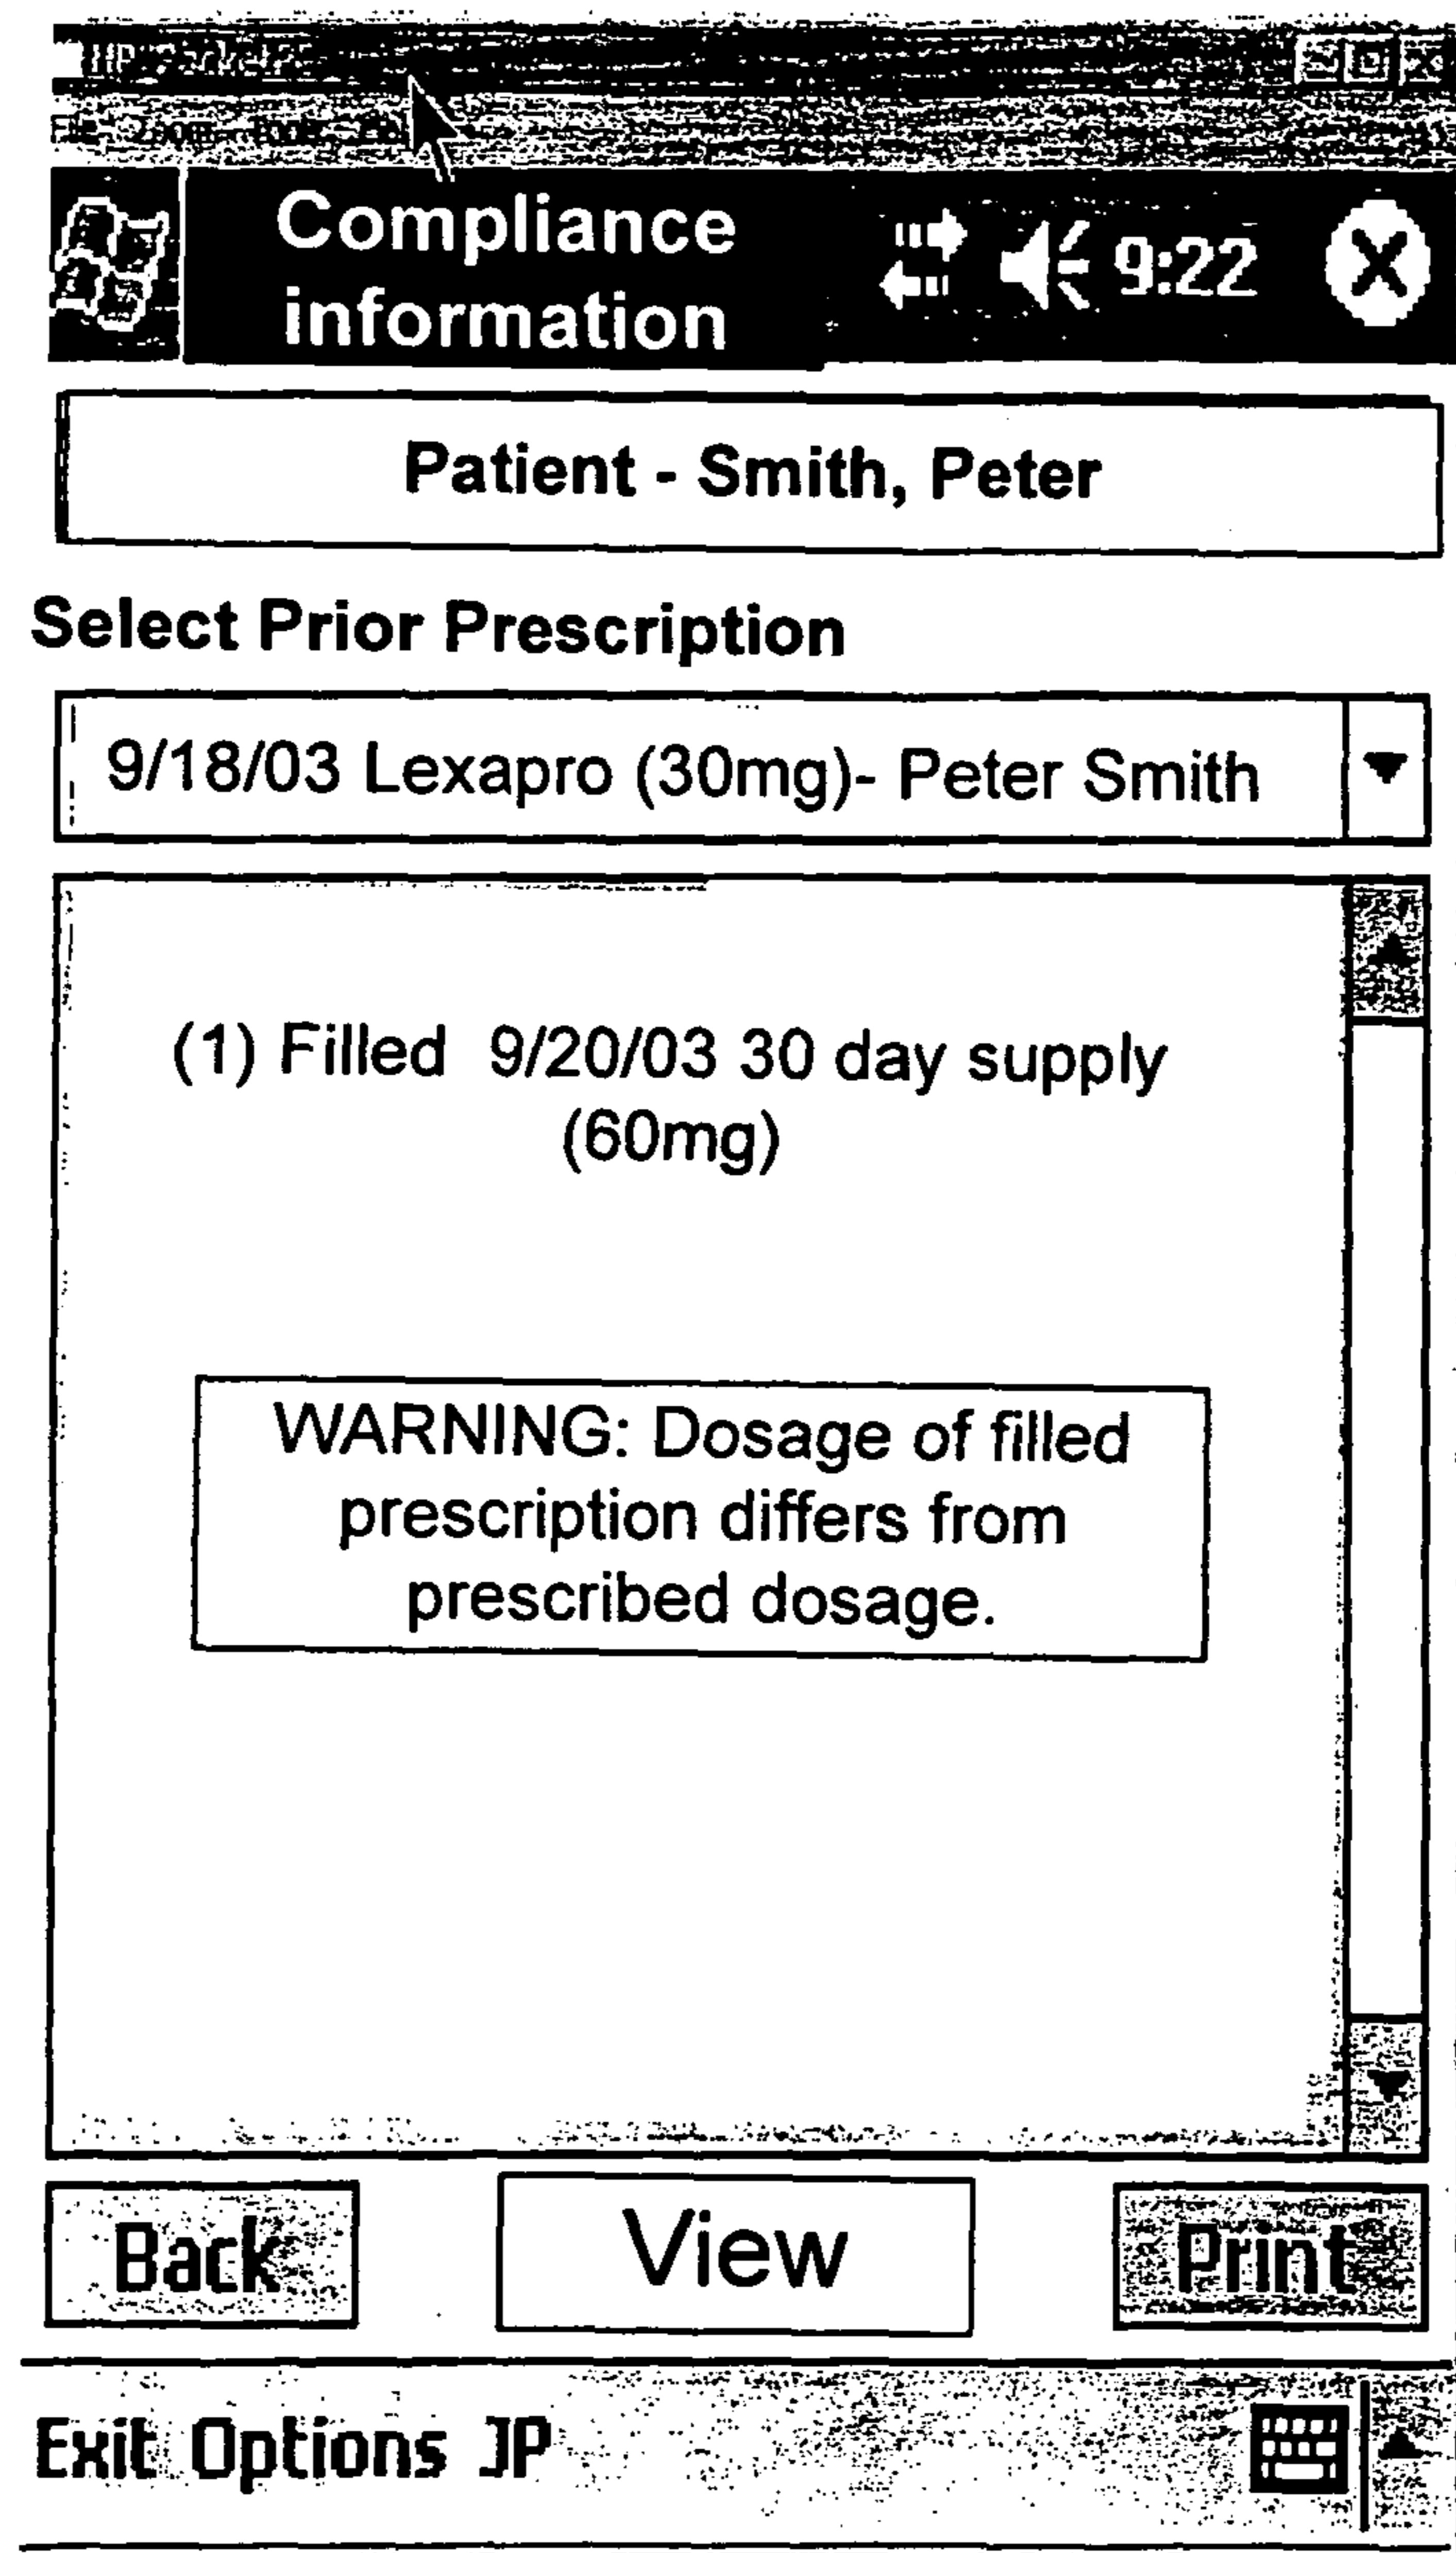 Compliance
information
9:22
Patient - Smith, Peter
Select Prior Prescription
9/18/03 Lexapro (30mg)- Peter Smith
(1) Filled 9/20/03 30 day supply
(60mg)
WARNING: Dosage of filled
prescription differs from
prescribed dosage.
Back
View
Print
Exit Options JP